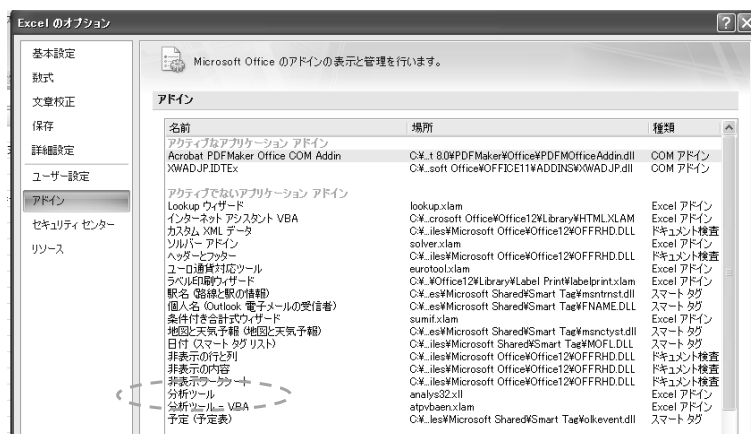 Excel のオプション
基本設定
数式
文章校正
保存
詳細設定
ユーザー設定
アドイン
セキュリティ センター
リソース
Microsoft Office のアドインの表示と管理を行います。
アドイン
名前 場所 種類
アクティブなアプリケーション アドイン
Acrobat PDFMaker Office COM Addin C:¥..t 8.0¥PDFMaker¥Office¥PDFMOfficeAddin.dll COM アドイン
XWADJP.IDTEx C:¥..soft Office¥OFFICE11¥ADDINS¥XWADJP.dll COM アドイン
アクティブでないアプリケーション アドイン
Lookup ウィザード lookup.xlam Excel アドイン
インターネット アシスタント VBA C:¥..crosoft Office¥Office12¥Library¥HTML.XLAM Excel アドイン
カスタム XML データ C:¥..iles¥Microsoft Office¥Office12¥OFFRHD.DLL ドキュメント検査
ソルバー アドイン solver.xlam Excel アドイン
ヘッダーとフッター C:¥..iles¥Microsoft Office¥Office12¥OFFRHD.DLL ドキュメント検査
ユーロ通貨対応ツール eurotool.xlam Excel アドイン
ラベル印刷ウィザード C:¥..¥Office12¥Library¥Label Print¥labelprint.xlam Excel アドイン
駅名 (路線と駅の情報) C:¥..es¥Microsoft Shared¥Smart Tag¥msntrnst.dll スマート タグ
個人名 (Outlook 電子メールの受信者) C:¥..es¥Microsoft Shared¥Smart Tag¥FNAME.DLL スマート タグ
条件付き合計式ウィザード sumif.xlam Excel アドイン
地図と天気予報 (地図と天気予報) C:¥..es¥Microsoft Shared¥Smart Tag¥msnctyst.dll スマート タグ
日付 (スマート タグ リスト) C:¥..iles¥Microsoft Shared¥Smart Tag¥MOFL.DLL スマート タグ
非表示の行と列 C:¥..iles¥Microsoft Office¥Office12¥OFFRHD.DLL ドキュメント検査
非表示の内容 C:¥..iles¥Microsoft Office¥Office12¥OFFRHD.DLL ドキュメント検査
非表示ワークシート C:¥..iles¥Microsoft Office¥Office12¥OFFRHD.DLL ドキュメント検査
分析ツール analys32.xll Excel アドイン
分析ツール - VBA atpvbaen.xlam Excel アドイン
予定 (予定表) C:¥..les¥Microsoft Shared¥Smart Tag¥olkevent.dll スマート タグ